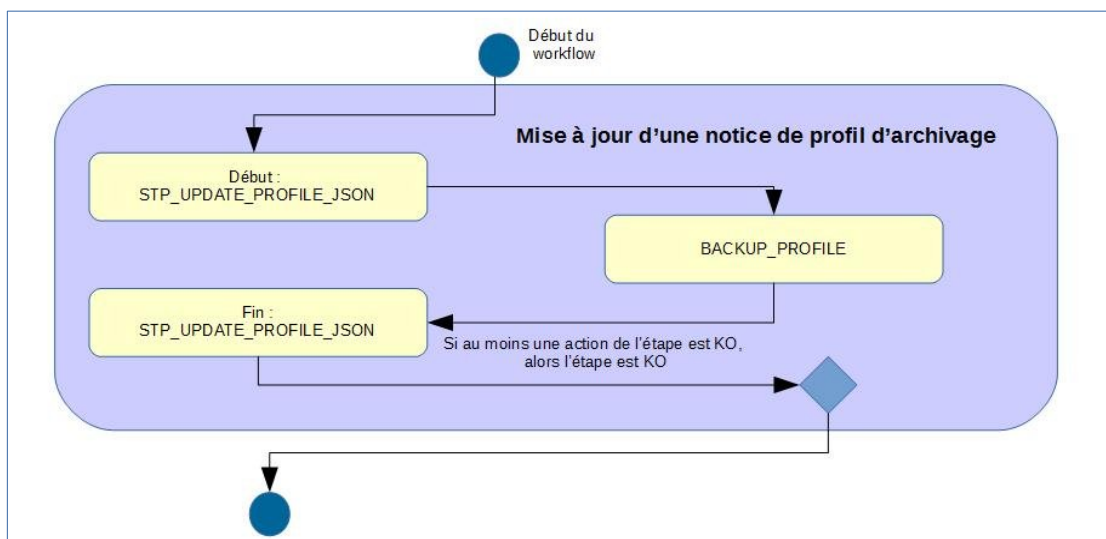 Début du
workflow
Mise à jour d’une notice de profil d’archivage
Début :
STP_UPDATE_PROFILE_JSON
BACKUP_PROFILE
Fin :
STP_UPDATE_PROFILE_JSON
Si au moins une action de l’étape est KO,
alors l’étape est KO